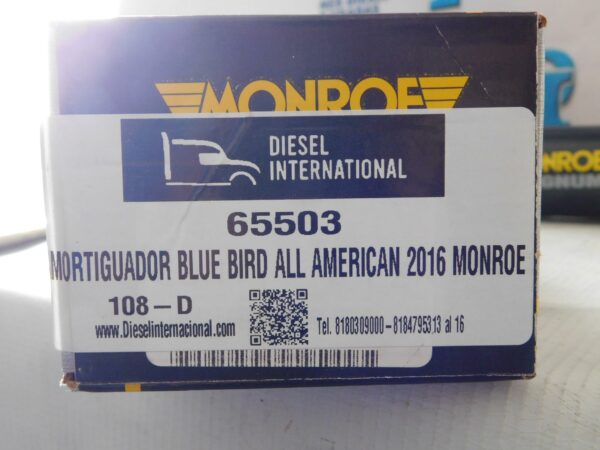 MONROE
DIESEL
INTERNATIONAL
65503
MORTIGUADOR BLUE BIRD ALL AMERICAN 2016 MONROE
108-D
www.Dieselinternacional.com
Tel. 8180309000-8184795313 al 16
MONROE